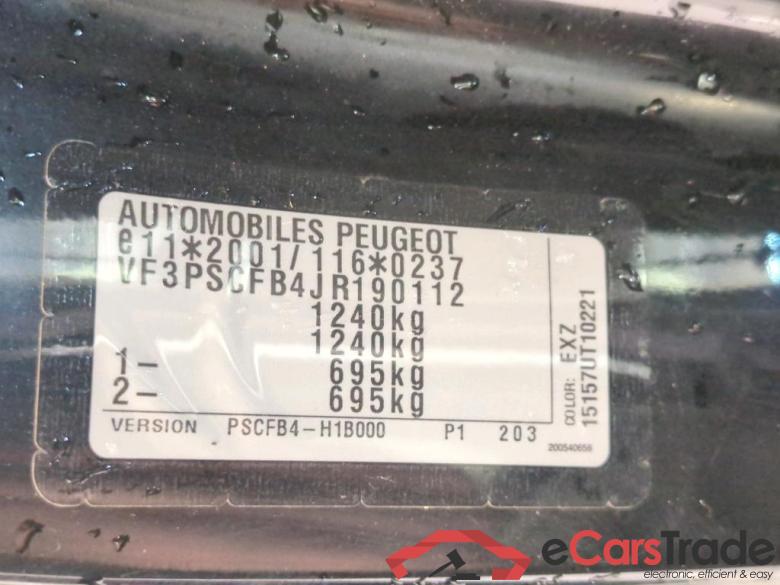 AUTOMOBILES PEUGEOT
e11*2001/116*0237
VF3PSCFB4JR190112
1240kg
1240kg
1- 695kg
2- 695kg
VERSION PSCFB4-H1B000 P1 203
COLOR: EXZ
15157UT10221
200540656
eCarsTrade
electronic, efficient & easy